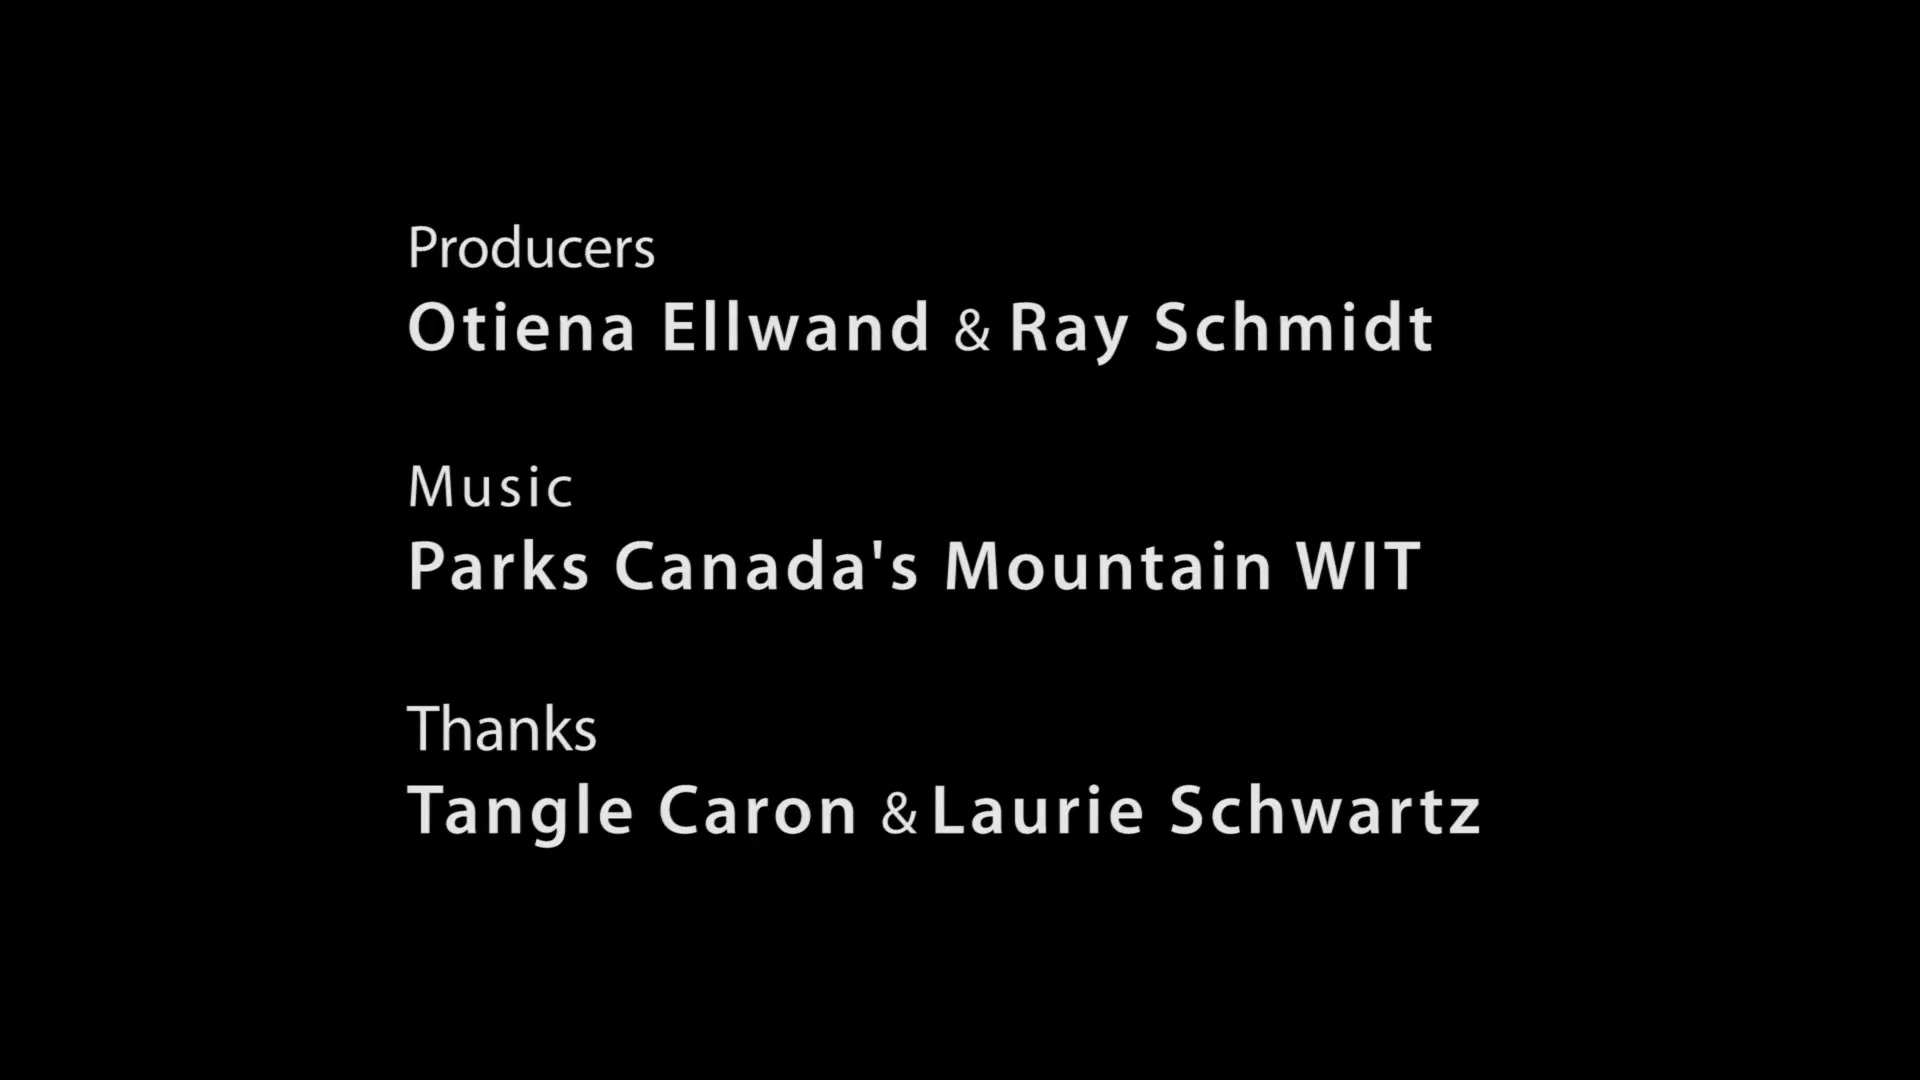 Producers
Otiena Ellwand & Ray Schmidt
Music
Parks Canada's Mountain WIT
Thanks
Tangle Caron & Laurie Schwartz